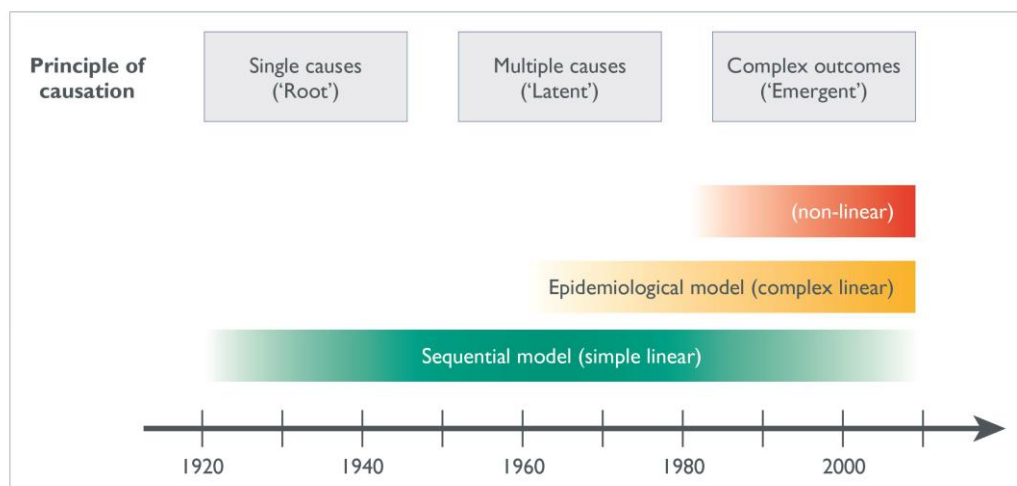 Principle of
causation
Single causes
(‘Root’)
Multiple causes
(‘Latent’)
Complex outcomes
(‘Emergent’)
(non-linear)
Epidemiological model (complex linear)
Sequential model (simple linear)
1920
1940
1960
1980
2000